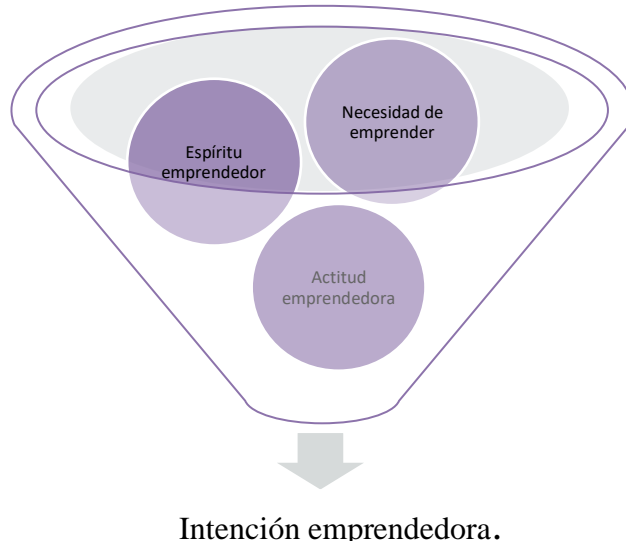 Necesidad de
emprender
Espíritu
emprendedor
Actitud
emprendedora
Intención emprendedora.